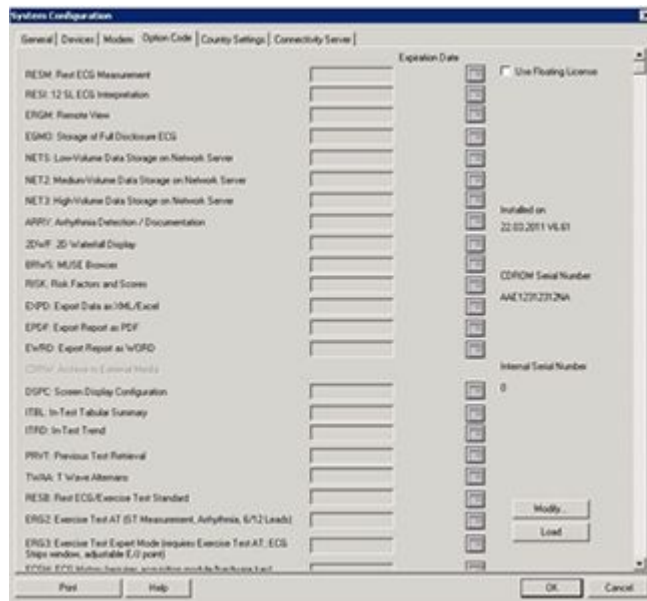 System Configuration
General | Devices | Modem | Option Code | Country Settings | Connectivity Server
Expiration Date
RESM: Rest ECG Measurement
Use Floating License
RESI: 12 SL ECG Interpretation
ERGM: Remote View
EGMO: Storage of Full Disclosure ECG
NETS: Low-Volume Data Storage on Network Server
NET2: Medium-Volume Data Storage on Network Server
NET3: High-Volume Data Storage on Network Server
Installed on
ARRY: Arrhythmia Detection / Documentation
22.03.2011 V6.61
2DWF: 2D Waterfall Display
BRWS: MUSE Browser
CDROM Serial Number
RISK: Risk Factors and Scores
AAE12312312NA
EXPD: Export Data as XML/Excel
EPDF: Export Report as PDF
EWRD: Export Report as WORD
CDRW: Archive to External Media
Internal Serial Number
DSPC: Screen Display Configuration
0
ITBL: In-Test Tabular Summary
ITRD: In-Test Trend
PRVT: Previous Test Retrieval
TWAA: T Wave Alternans
RESB: Rest ECG/Exercise Test Standard
Modify...
ERG2: Exercise Test AT (ST Measurement, Arrhythmia, 6/12 Leads)
Load
ERG3: Exercise Test Expert Mode (requires Exercise Test AT; ECG
Strips window, adjustable E/J point)
Print
Help
OK
Cancel